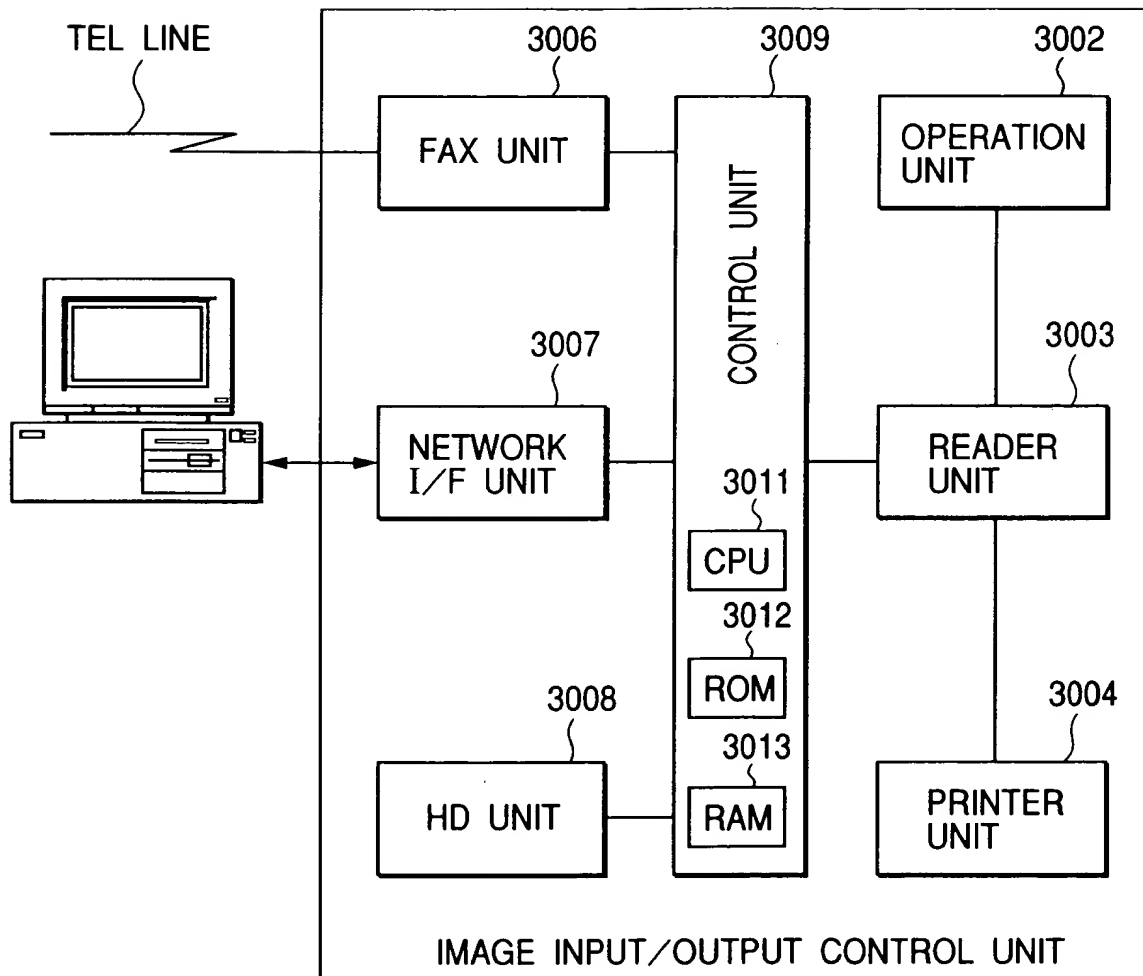 TEL LINE
3006
3009
3002
FAX UNIT
CONTROL UNIT
OPERATION
UNIT
3007
3003
NETWORK
I/F UNIT
READER
UNIT
3011
CPU
3012
ROM
3008
3004
3013
HD UNIT
RAM
PRINTER
UNIT
IMAGE INPUT/OUTPUT CONTROL UNIT